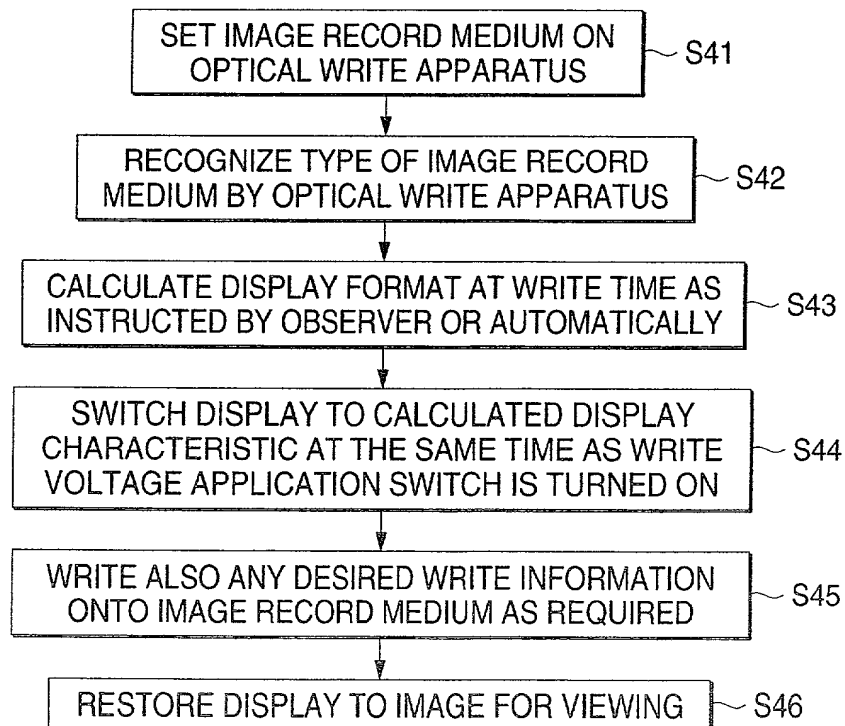 SET IMAGE RECORD MEDIUM ON
OPTICAL WRITE APPARATUS
S41
RECOGNIZE TYPE OF IMAGE RECORD
MEDIUM BY OPTICAL WRITE APPARATUS
S42
CALCULATE DISPLAY FORMAT AT WRITE TIME AS
INSTRUCTED BY OBSERVER OR AUTOMATICALLY
S43
SWITCH DISPLAY TO CALCULATED DISPLAY
CHARACTERISTIC AT THE SAME TIME AS WRITE
VOLTAGE APPLICATION SWITCH IS TURNED ON
S44
WRITE ALSO ANY DESIRED WRITE INFORMATION
ONTO IMAGE RECORD MEDIUM AS REQUIRED
S45
RESTORE DISPLAY TO IMAGE FOR VIEWING
S46